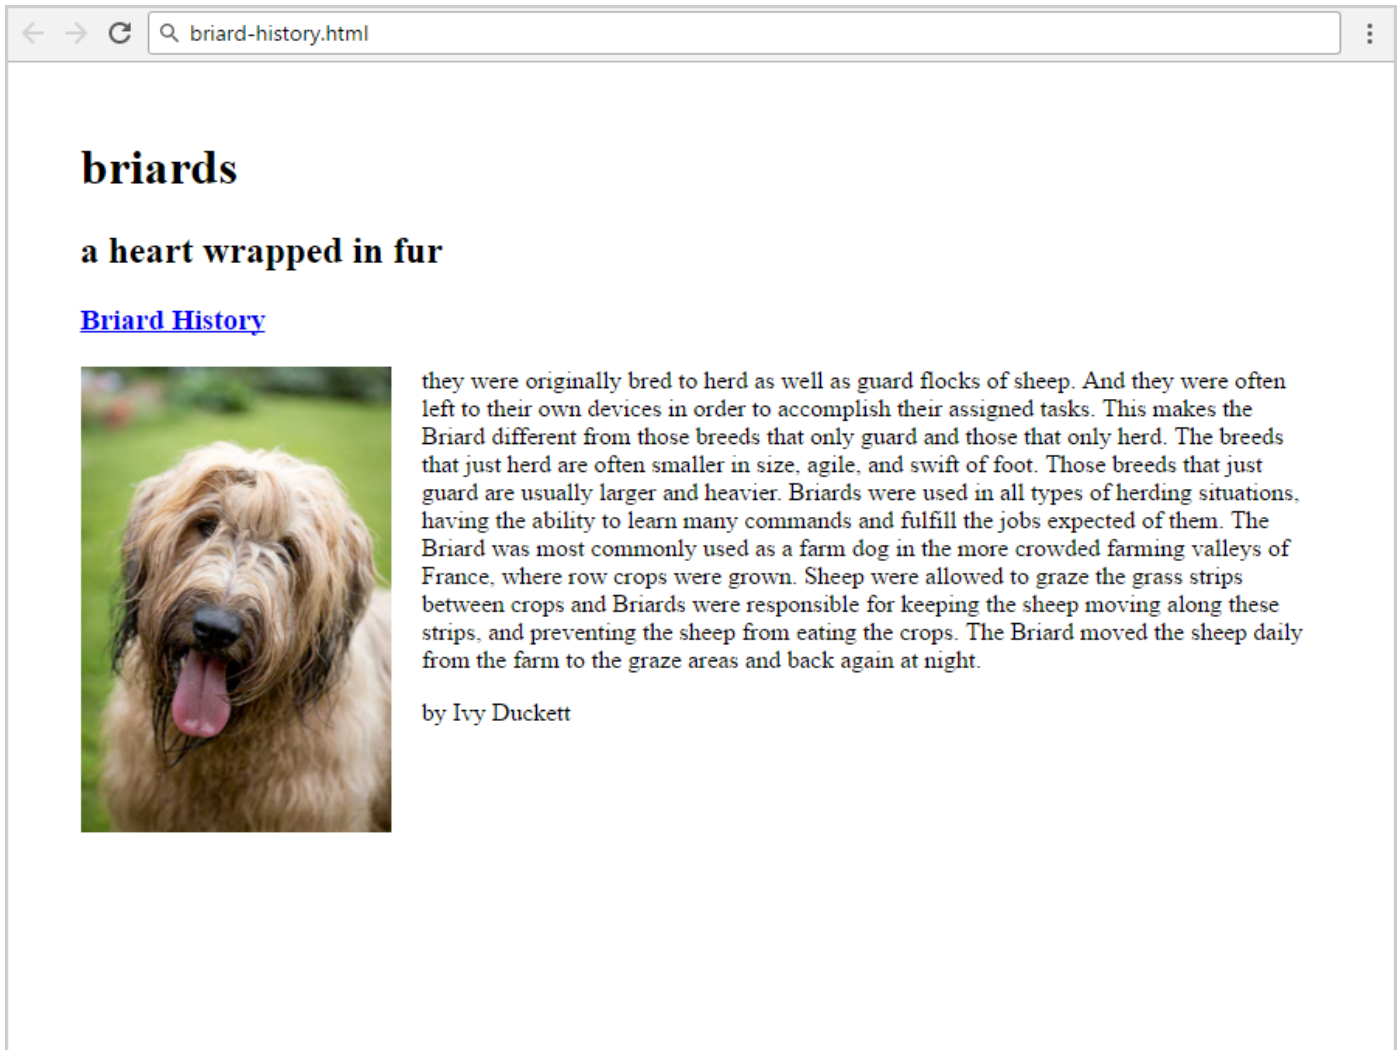 briard-history.html
briards
a heart wrapped in fur
Briard History
they were originally bred to herd as well as guard flocks of sheep. And they were often
left to their own devices in order to accomplish their assigned tasks. This makes the
Briard different from those breeds that only guard and those that only herd. The breeds
that just herd are often smaller in size, agile, and swift of foot. Those breeds that just
guard are usually larger and heavier. Briards were used in all types of herding situations,
having the ability to learn many commands and fulfill the jobs expected of them. The
Briard was most commonly used as a farm dog in the more crowded farming valleys of
France, where row crops were grown. Sheep were allowed to graze the grass strips
between crops and Briards were responsible for keeping the sheep moving along these
strips, and preventing the sheep from eating the crops. The Briard moved the sheep daily
from the farm to the graze areas and back again at night.
by Ivy Duckett